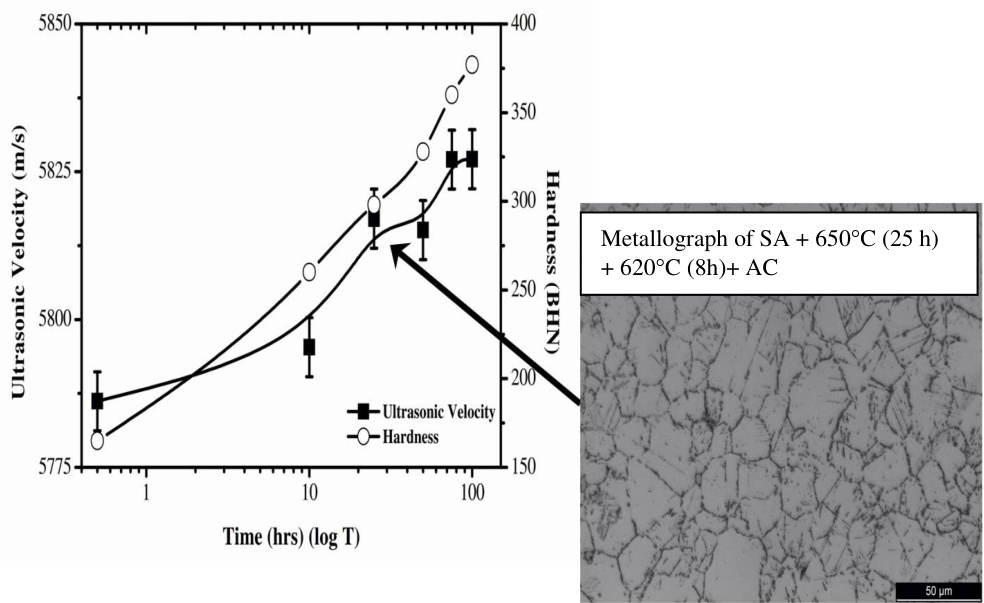 5850
5825
5800
5775
Ultrasonic Velocity (m/s)
400
350
300
250
200
150
Hardness (BHN)
Ultrasonic Velocity
Hardness
1
10
100
Time (hrs) (log T)
Metallograph of SA + 650°C (25 h)
+ 620°C (8h)+ AC
50 µm